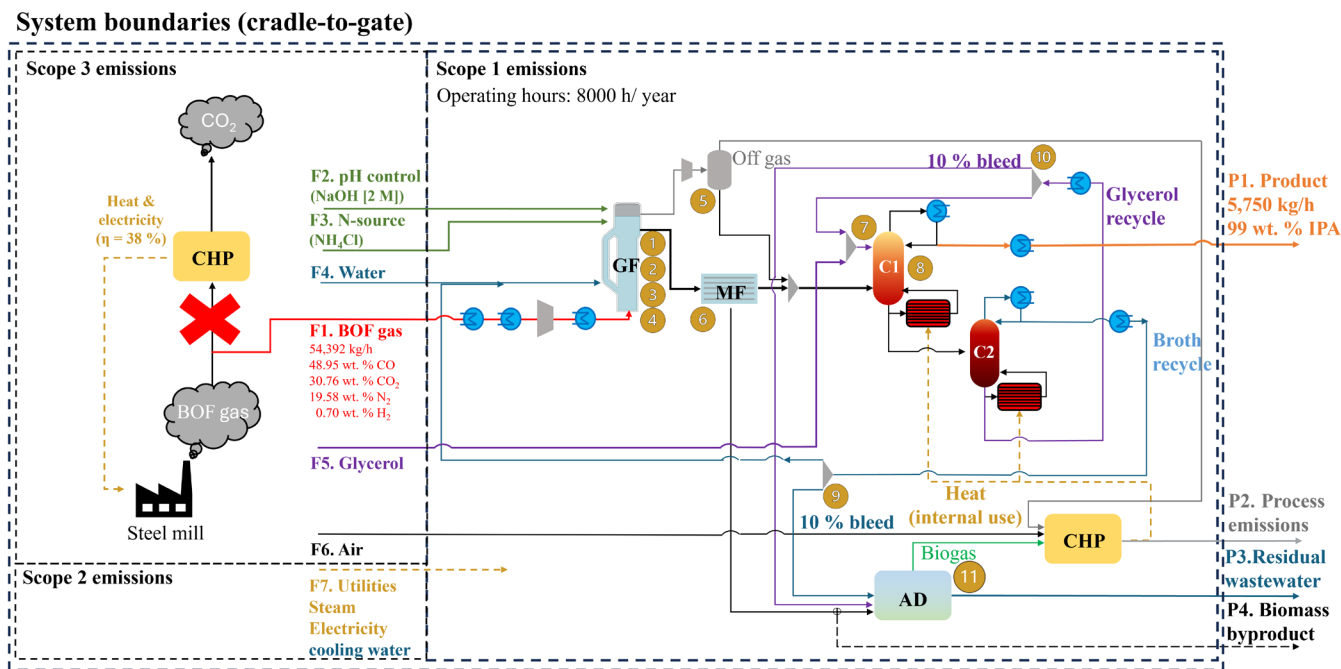 System boundaries (cradle-to-gate)
Scope 3 emissions
CO2
Heat &
electricity
(η = 38 %)
CHP
BOF gas
Steel mill
F2. pH control
(NaOH [2 M])
F3. N-source
(NH4Cl)
F4. Water
F1. BOF gas
54,392 kg/h
48.95 wt. % CO
30.76 wt. % CO2
19.58 wt. % N2
0.70 wt. % H2
F5. Glycerol
F6. Air
Scope 2 emissions
F7. Utilities
Steam
Electricity
cooling water
Scope 1 emissions
Operating hours: 8000 h/ year
GF
1
2
3
4
Off gas
5
MF
6
7
C1
8
C2
10 % bleed
10
Glycerol
recycle
Broth
recycle
9
10 % bleed
Heat
(internal use)
CHP
Biogas
AD
11
P1. Product
5,750 kg/h
99 wt. % IPA
P2. Process
emissions
P3.Residual
wastewater
P4. Biomass
byproduct